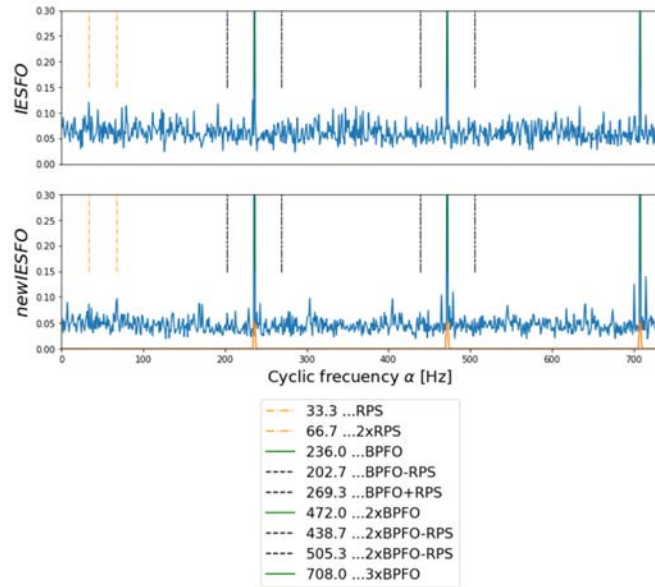 0.30
0.25
0.20
0.15
0.10
0.05
0.00
IESFO
0.30
0.25
0.20
0.15
0.10
0.05
0.00
newIESFO
0 100 200 300 400 500 600 700
Cyclic frecuency α [Hz]
33.3 ...RPS
66.7 ...2xRPS
236.0 ...BPFO
202.7 ...BPFO-RPS
269.3 ...BPFO+RPS
472.0 ...2xBPFO
438.7 ...2xBPFO-RPS
505.3 ...2xBPFO-RPS
708.0 ...3xBPFO